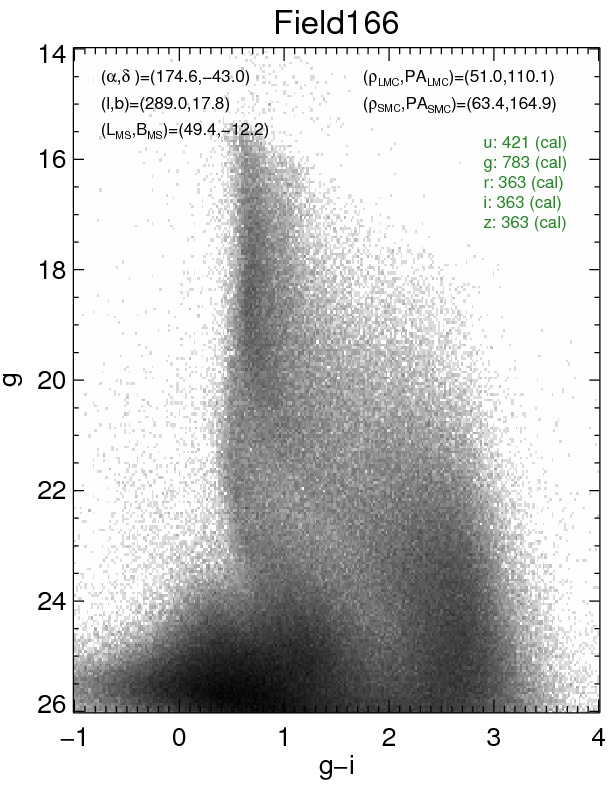 Field166
(α,δ )=(174.6,−43.0)
(ρLMC,PALMC)=(51.0,110.1)
(l,b)=(289.0,17.8)
(ρSMC,PASMC)=(63.4,164.9)
(LMS,BMS)=(49.4,−12.2)
u: 421 (cal)
g: 783 (cal)
r: 363 (cal)
i: 363 (cal)
z: 363 (cal)
14
16
18
20
22
24
26
g
−1 0 1 2 3 4
g−i